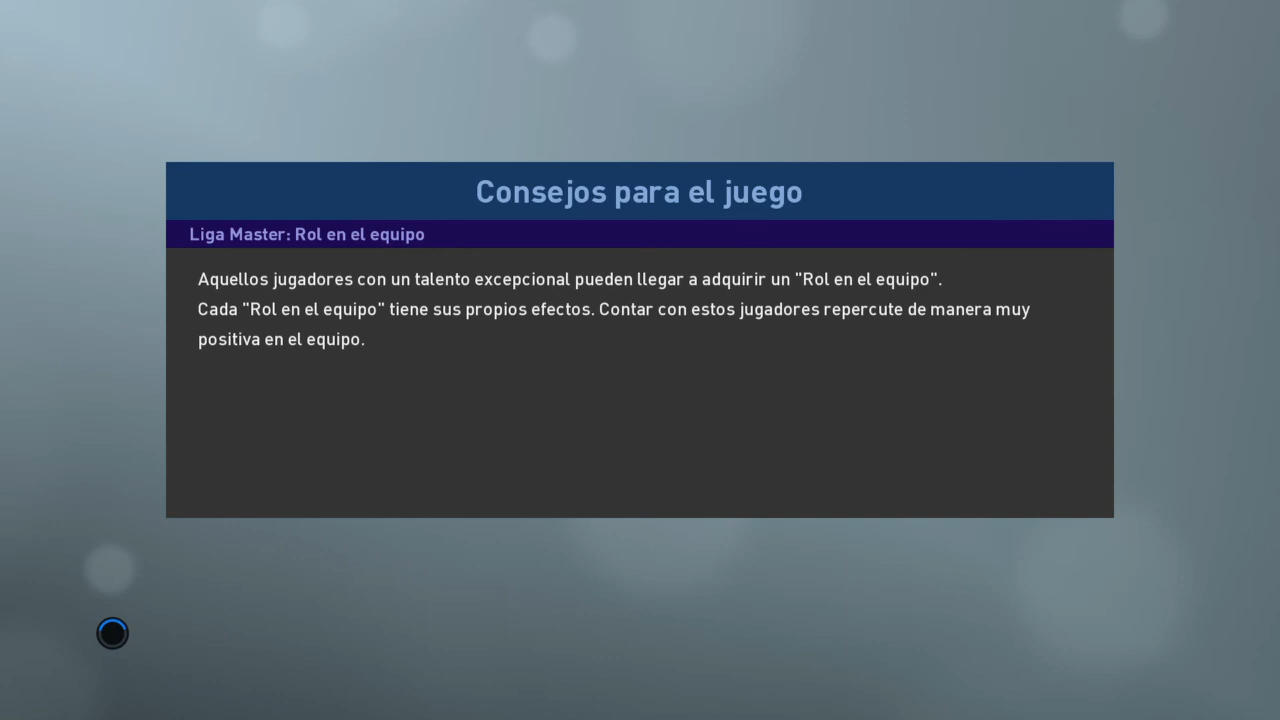 Consejos para el juego
Liga Master: Rol en el equipo
Aquellos jugadores con un talento excepcional pueden llegar a adquirir un "Rol en el equipo".
Cada "Rol en el equipo" tiene sus propios efectos. Contar con estos jugadores repercute de manera muy
positiva en el equipo.